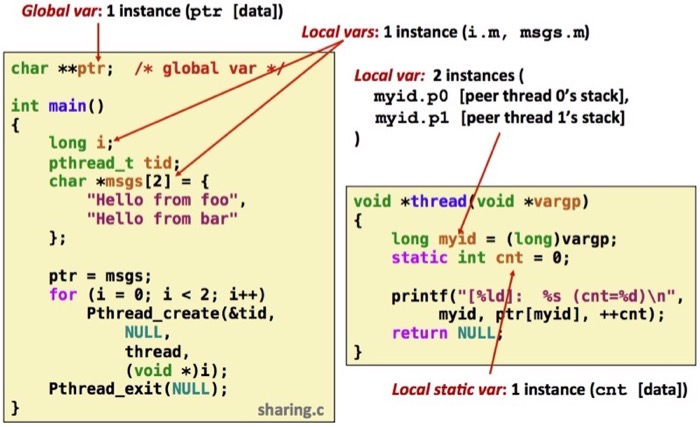 Global var: 1 instance (ptr [data])
Local vars: 1 instance (i.m, msgs.m)
char **ptr;  /* global var */
int main()
{
    long i;
    pthread_t tid;
    char *msgs[2] = {
        "Hello from foo",
        "Hello from bar"
    };
    ptr = msgs;
    for (i = 0; i < 2; i++)
        Pthread_create(&tid,
            NULL,
            thread,
            (void *)i);
    Pthread_exit(NULL);
}
sharing.c
Local var:  2 instances (
    myid.p0 [peer thread 0's stack],
    myid.p1 [peer thread 1's stack]
)
void *thread(void *vargp)
{
    long myid = (long)vargp;
    static int cnt = 0;
    printf("[%ld]:  %s (cnt=%d)\n",
        myid, ptr[myid], ++cnt);
    return NULL;
}
Local static var: 1 instance (cnt [data])